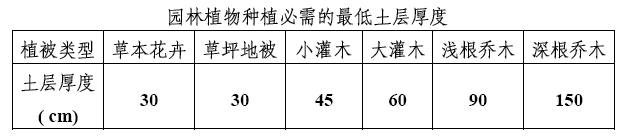 园林植物种植必需的最低土层厚度
植被类型 草本花卉 草坪地被 小灌木 大灌木 浅根乔木 深根乔木
土层厚度 (cm) 30 30 45 60 90 150